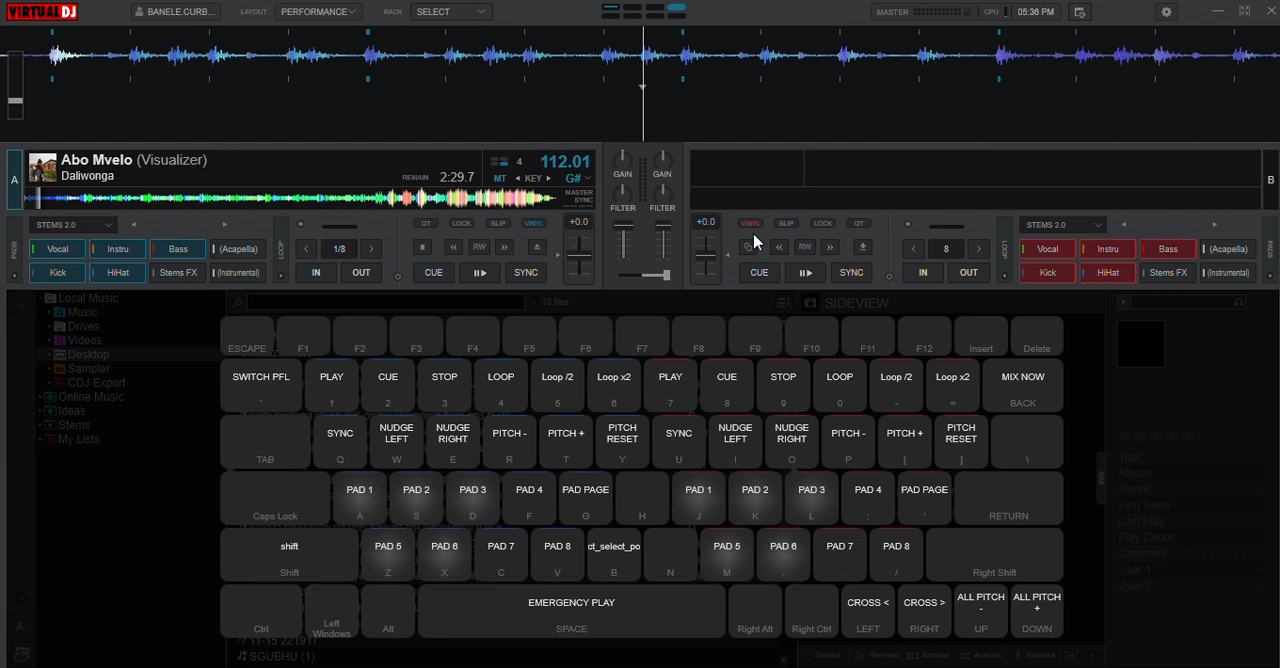 VIRTUALDJ
BANELE.CURB...
LAYOUT
PERFORMANCE
RACK
SELECT
MASTER
CPU
05:36 PM
A
Abo Mvelo (Visualizer)
Daliwonga
REMAIN 2:29.7
4 112.01
MT KEY G#
MASTER
SYNC
GAIN GAIN
FILTER FILTER
B
PADS
STEMS 2.0
Vocal Instru Bass (Acapella)
Kick HiHat Stems FX (Instrumental)
LOOP
1/8
IN OUT
QT LOCK SLIP VINYL
RW
CUE SYNC
+0.0
+0.0
VINYL SLIP LOCK QT
RW
CUE SYNC
8
IN OUT
LOOP
STEMS 2.0
Vocal Instru Bass (Acapella)
Kick HiHat Stems FX (Instrumental)
PADS
Local Music
Music
Drives
Videos
Desktop
Sampler
CDJ Export
Online Music
Ideas
Stems
My Lists
33 files
SIDEVIEW
ESCAPE F1 F2 F3 F4 F5 F6 F7 F8 F9 F10 F11 F12 Insert Delete
SWITCH PFL PLAY CUE STOP LOOP Loop /2 Loop x2 PLAY CUE STOP LOOP Loop /2 Loop x2 MIX NOW
` 1 2 3 4 5 6 7 8 9 0 - = BACK
SYNC NUDGE LEFT NUDGE RIGHT PITCH - PITCH + PITCH RESET SYNC NUDGE LEFT NUDGE RIGHT PITCH - PITCH + PITCH RESET
TAB Q W E R T Y U I O P [ ] \
PAD 1 PAD 2 PAD 3 PAD 4 PAD PAGE PAD 1 PAD 2 PAD 3 PAD 4 PAD PAGE
Caps Lock A S D F G H J K L ; ' RETURN
shift PAD 5 PAD 6 PAD 7 PAD 8 ct_select_po PAD 5 PAD 6 PAD 7 PAD 8
Shift Z X C V B N M , . / Right Shift
EMERGENCY PLAY CROSS < CROSS > ALL PITCH - ALL PITCH +
Ctrl Left Windows Alt SPACE Right Alt Right Ctrl LEFT RIGHT UP DOWN
Year:
Album:
Genre:
First Seen:
Last Play:
Play Count:
Comment:
User 1
User 2
SGUBHU (1)
Sidelist Remixes Sampler Automix Karaoke